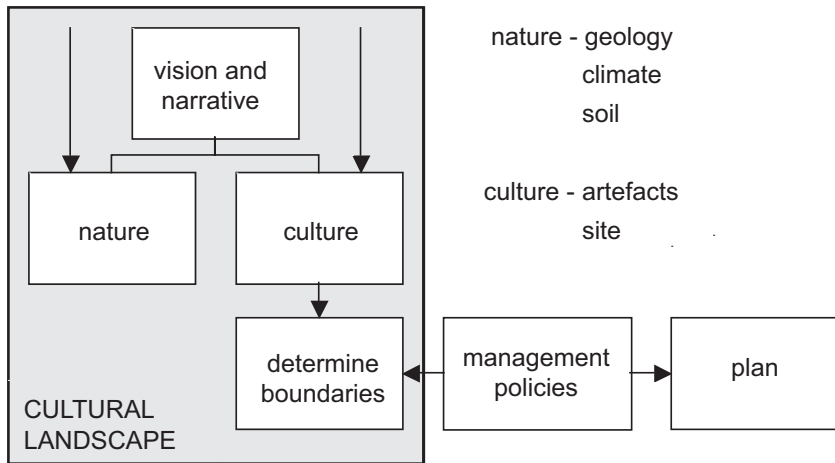 vision and
narrative
nature - geology
climate
soil
nature
culture
culture - artefacts
site
determine
boundaries
management
policies
plan
CULTURAL
LANDSCAPE